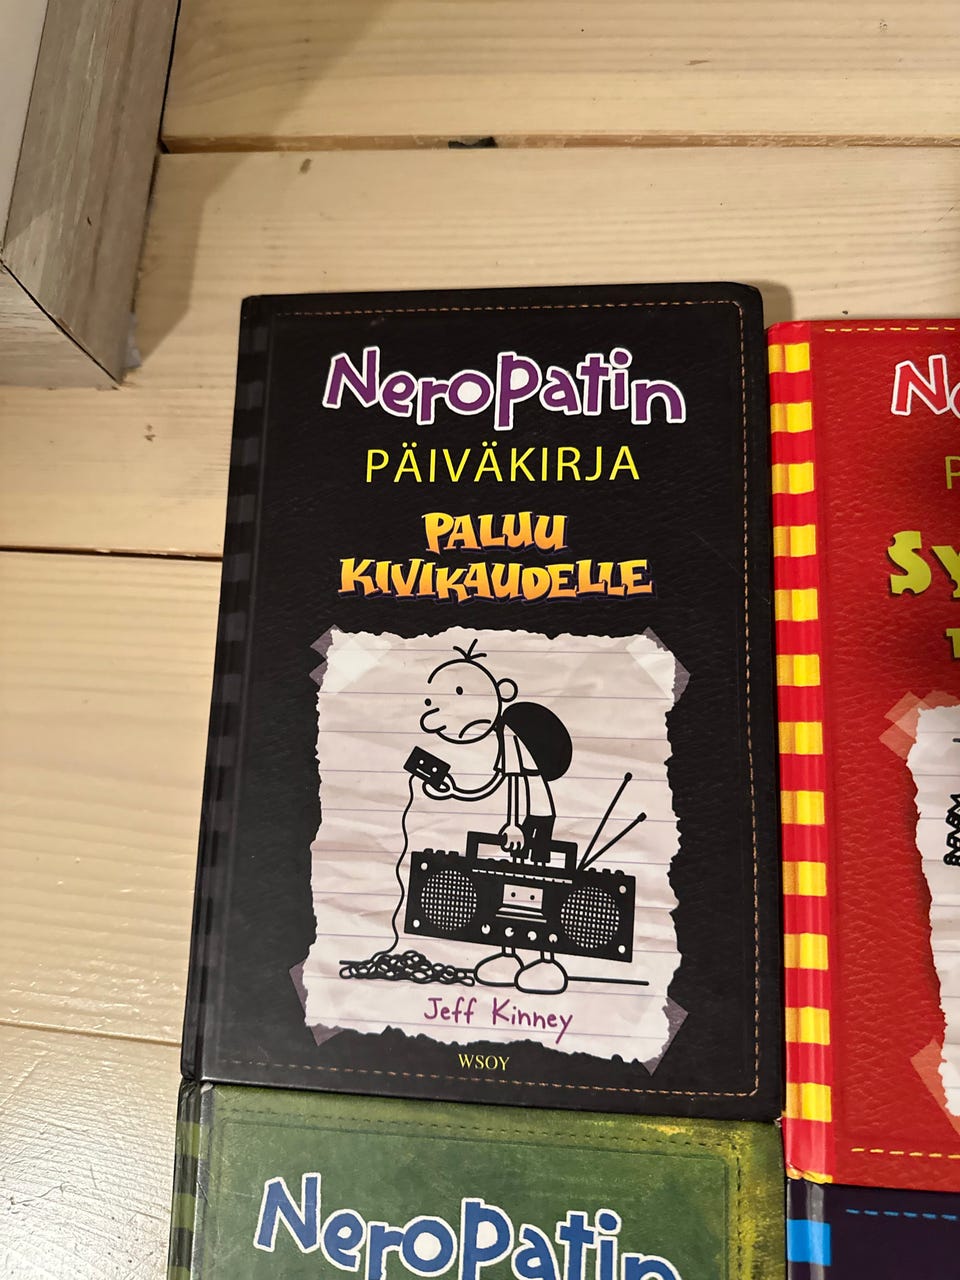 Neropatin
PÄIVÄKIRJA
PALUU
KIVIKAUDELLE
Jeff Kinney
WSOY
Neropatin